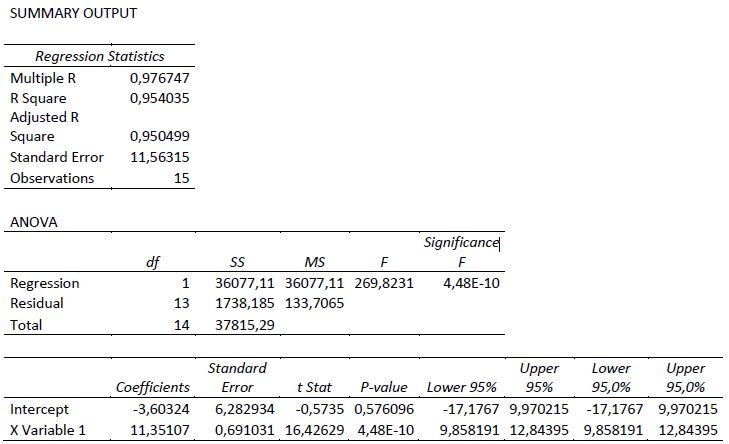 SUMMARY OUTPUT
Regression Statistics
Multiple R 0,976747
R Square 0,954035
Adjusted R
Square 0,950499
Standard Error 11,56315
Observations 15
ANOVA
Significance
df SS MS F F
Regression 1 36077,11 36077,11 269,8231 4,48E-10
Residual 13 1738,185 133,7065
Total 14 37815,29
Standard Upper Lower Upper
Coefficients Error t Stat P-value Lower 95% 95% 95,0% 95,0%
Intercept -3,60324 6,282934 -0,5735 0,576096 -17,1767 9,970215 -17,1767 9,970215
X Variable 1 11,35107 0,691031 16,42629 4,48E-10 9,858191 12,84395 9,858191 12,84395